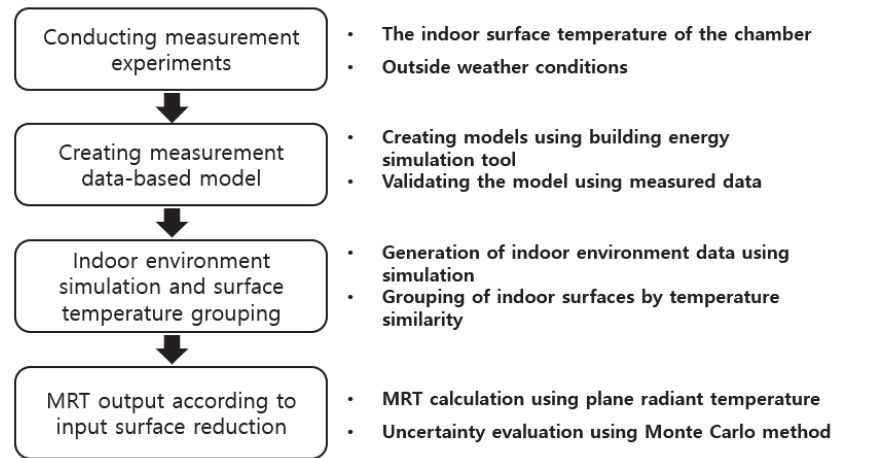 Conducting measurement
experiments
• The indoor surface temperature of the chamber
• Outside weather conditions
Creating measurement
data-based model
• Creating models using building energy
simulation tool
• Validating the model using measured data
Indoor environment
simulation and surface
temperature grouping
• Generation of indoor environment data using
simulation
• Grouping of indoor surfaces by temperature
similarity
MRT output according to
input surface reduction
• MRT calculation using plane radiant temperature
• Uncertainty evaluation using Monte Carlo method